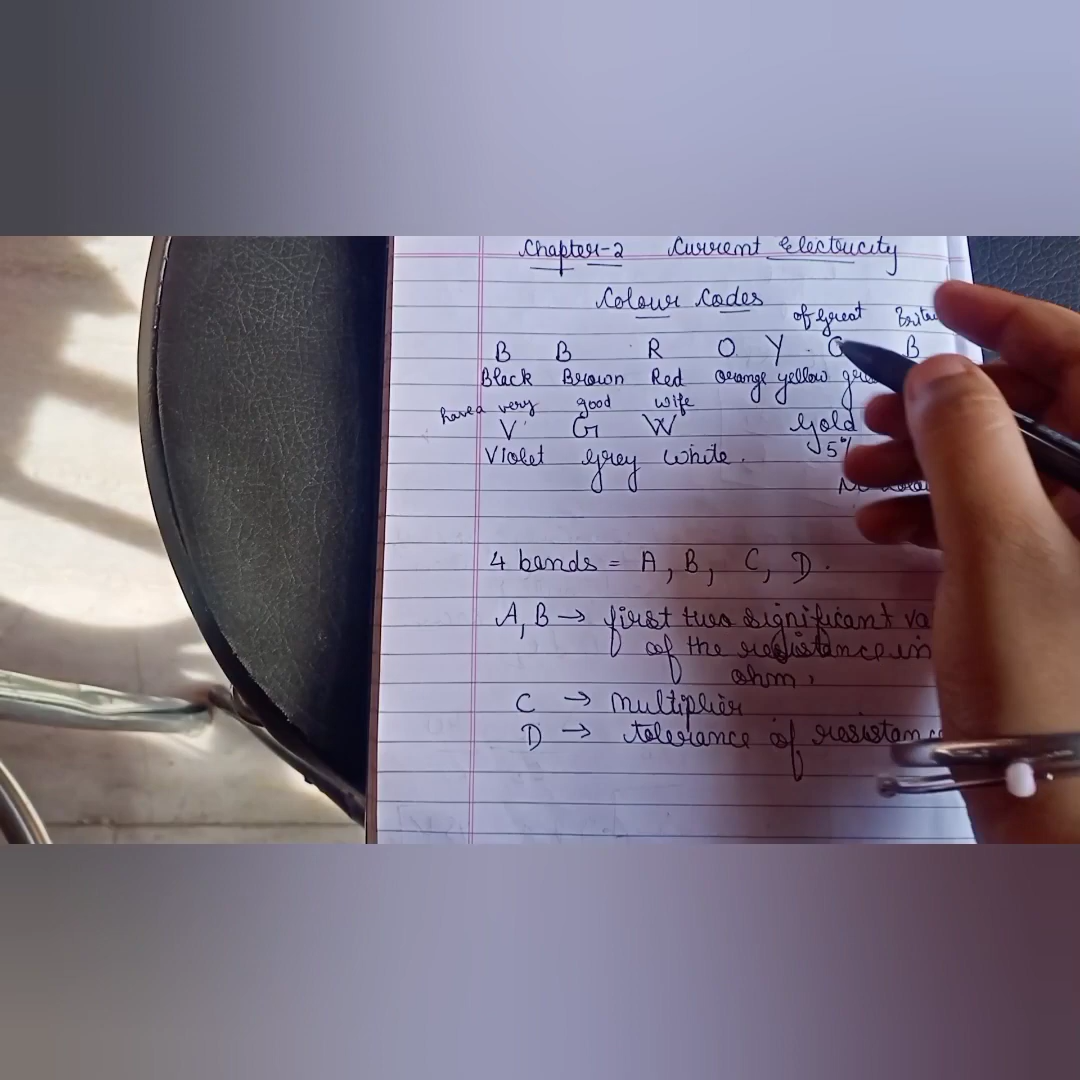 Chapter-2 Current Electricity
Colour Codes
of Great
B B R O Y G B
Black Brown Red Orange yellow
have a very good wife
V G W Gold
Violet Grey White. 5%
4 bands = A, B, C, D.
A, B → first two significant
of the resistance in
ohm,
C → Multiplier
D → tolerance of